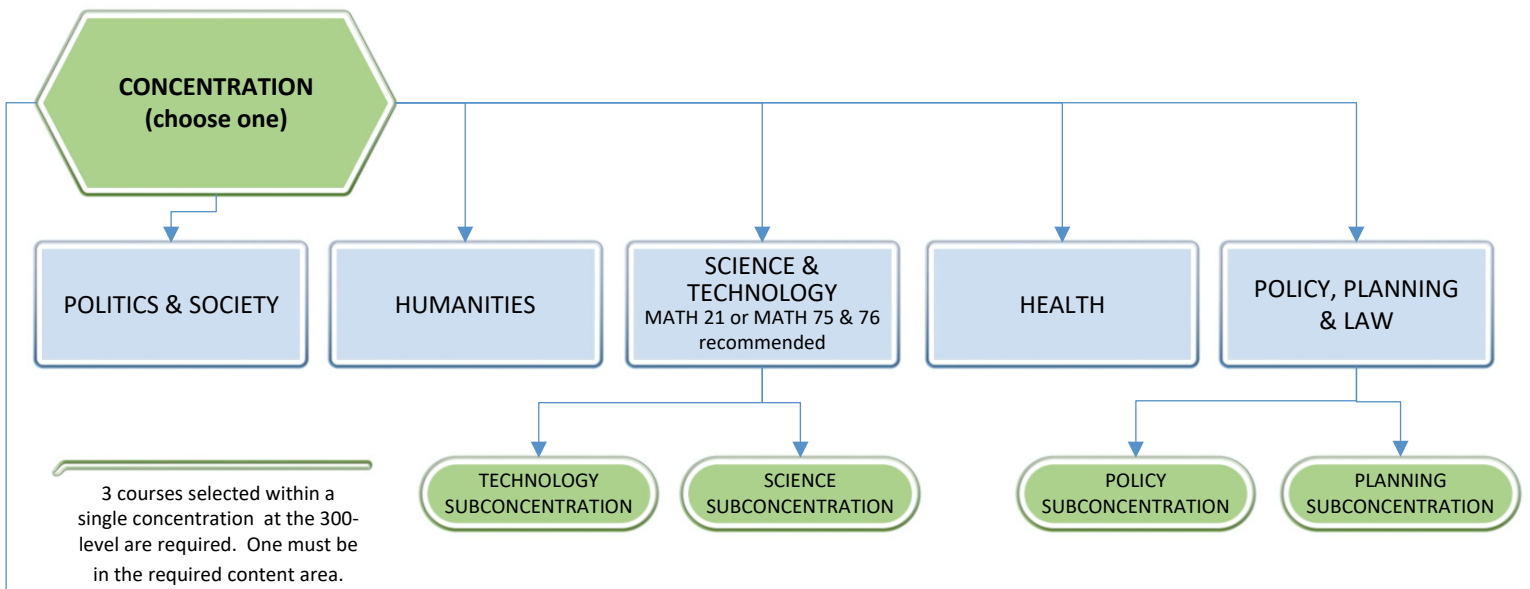 CONCENTRATION
(choose one)
POLITICS & SOCIETY
HUMANITIES
SCIENCE &
TECHNOLOGY
MATH 21 or MATH 75 & 76
recommended
HEALTH
POLICY, PLANNING
& LAW
TECHNOLOGY
SUBCONCENTRATION
SCIENCE
SUBCONCENTRATION
POLICY
SUBCONCENTRATION
PLANNING
SUBCONCENTRATION
3 courses selected within a
single concentration at the 300-
level are required. One must be
in the required content area.